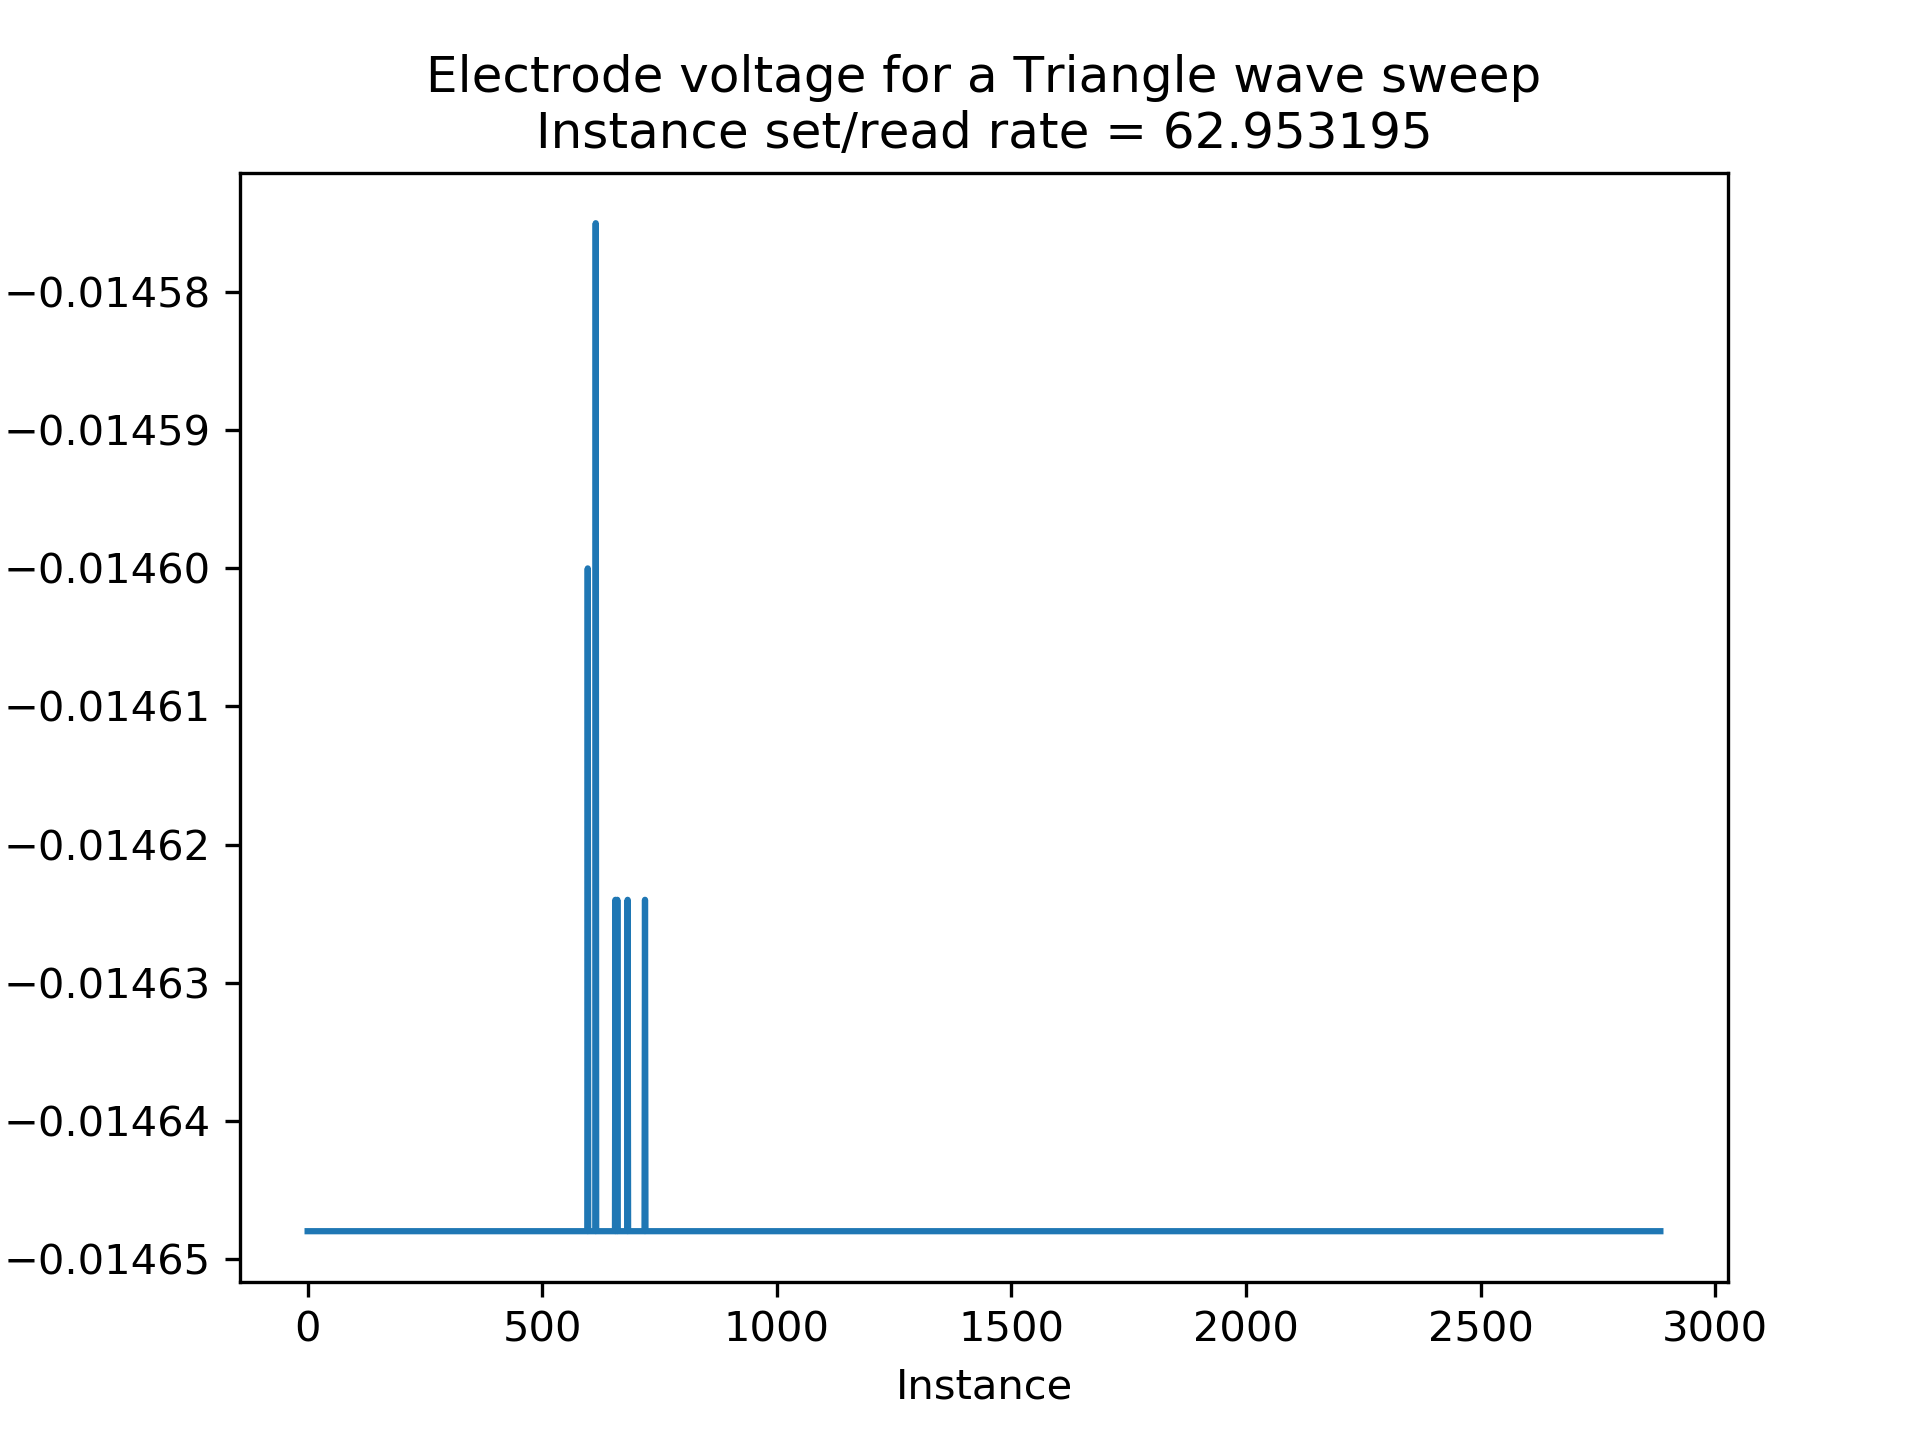 Electrode voltage for a Triangle wave sweep
Instance set/read rate = 62.953195
−0.01458
−0.01459
−0.01460
−0.01461
−0.01462
−0.01463
−0.01464
−0.01465
0 500 1000 1500 2000 2500 3000
Instance